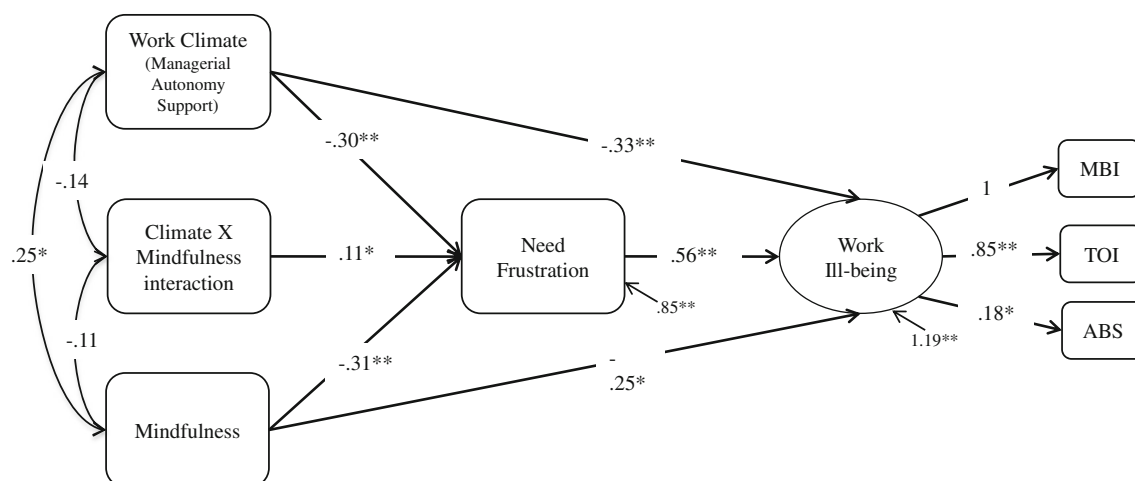 Work Climate
(Managerial
Autonomy
Support)
-.30**
-.33**
MBI
-.14
1
Climate X
Mindfulness
interaction
.25*
.11*
Need
Frustration
.56**
Work
Ill-being
.85**
TOI
.85**
.18*
ABS
1.19**
-.11
-.31**
-
.25*
Mindfulness